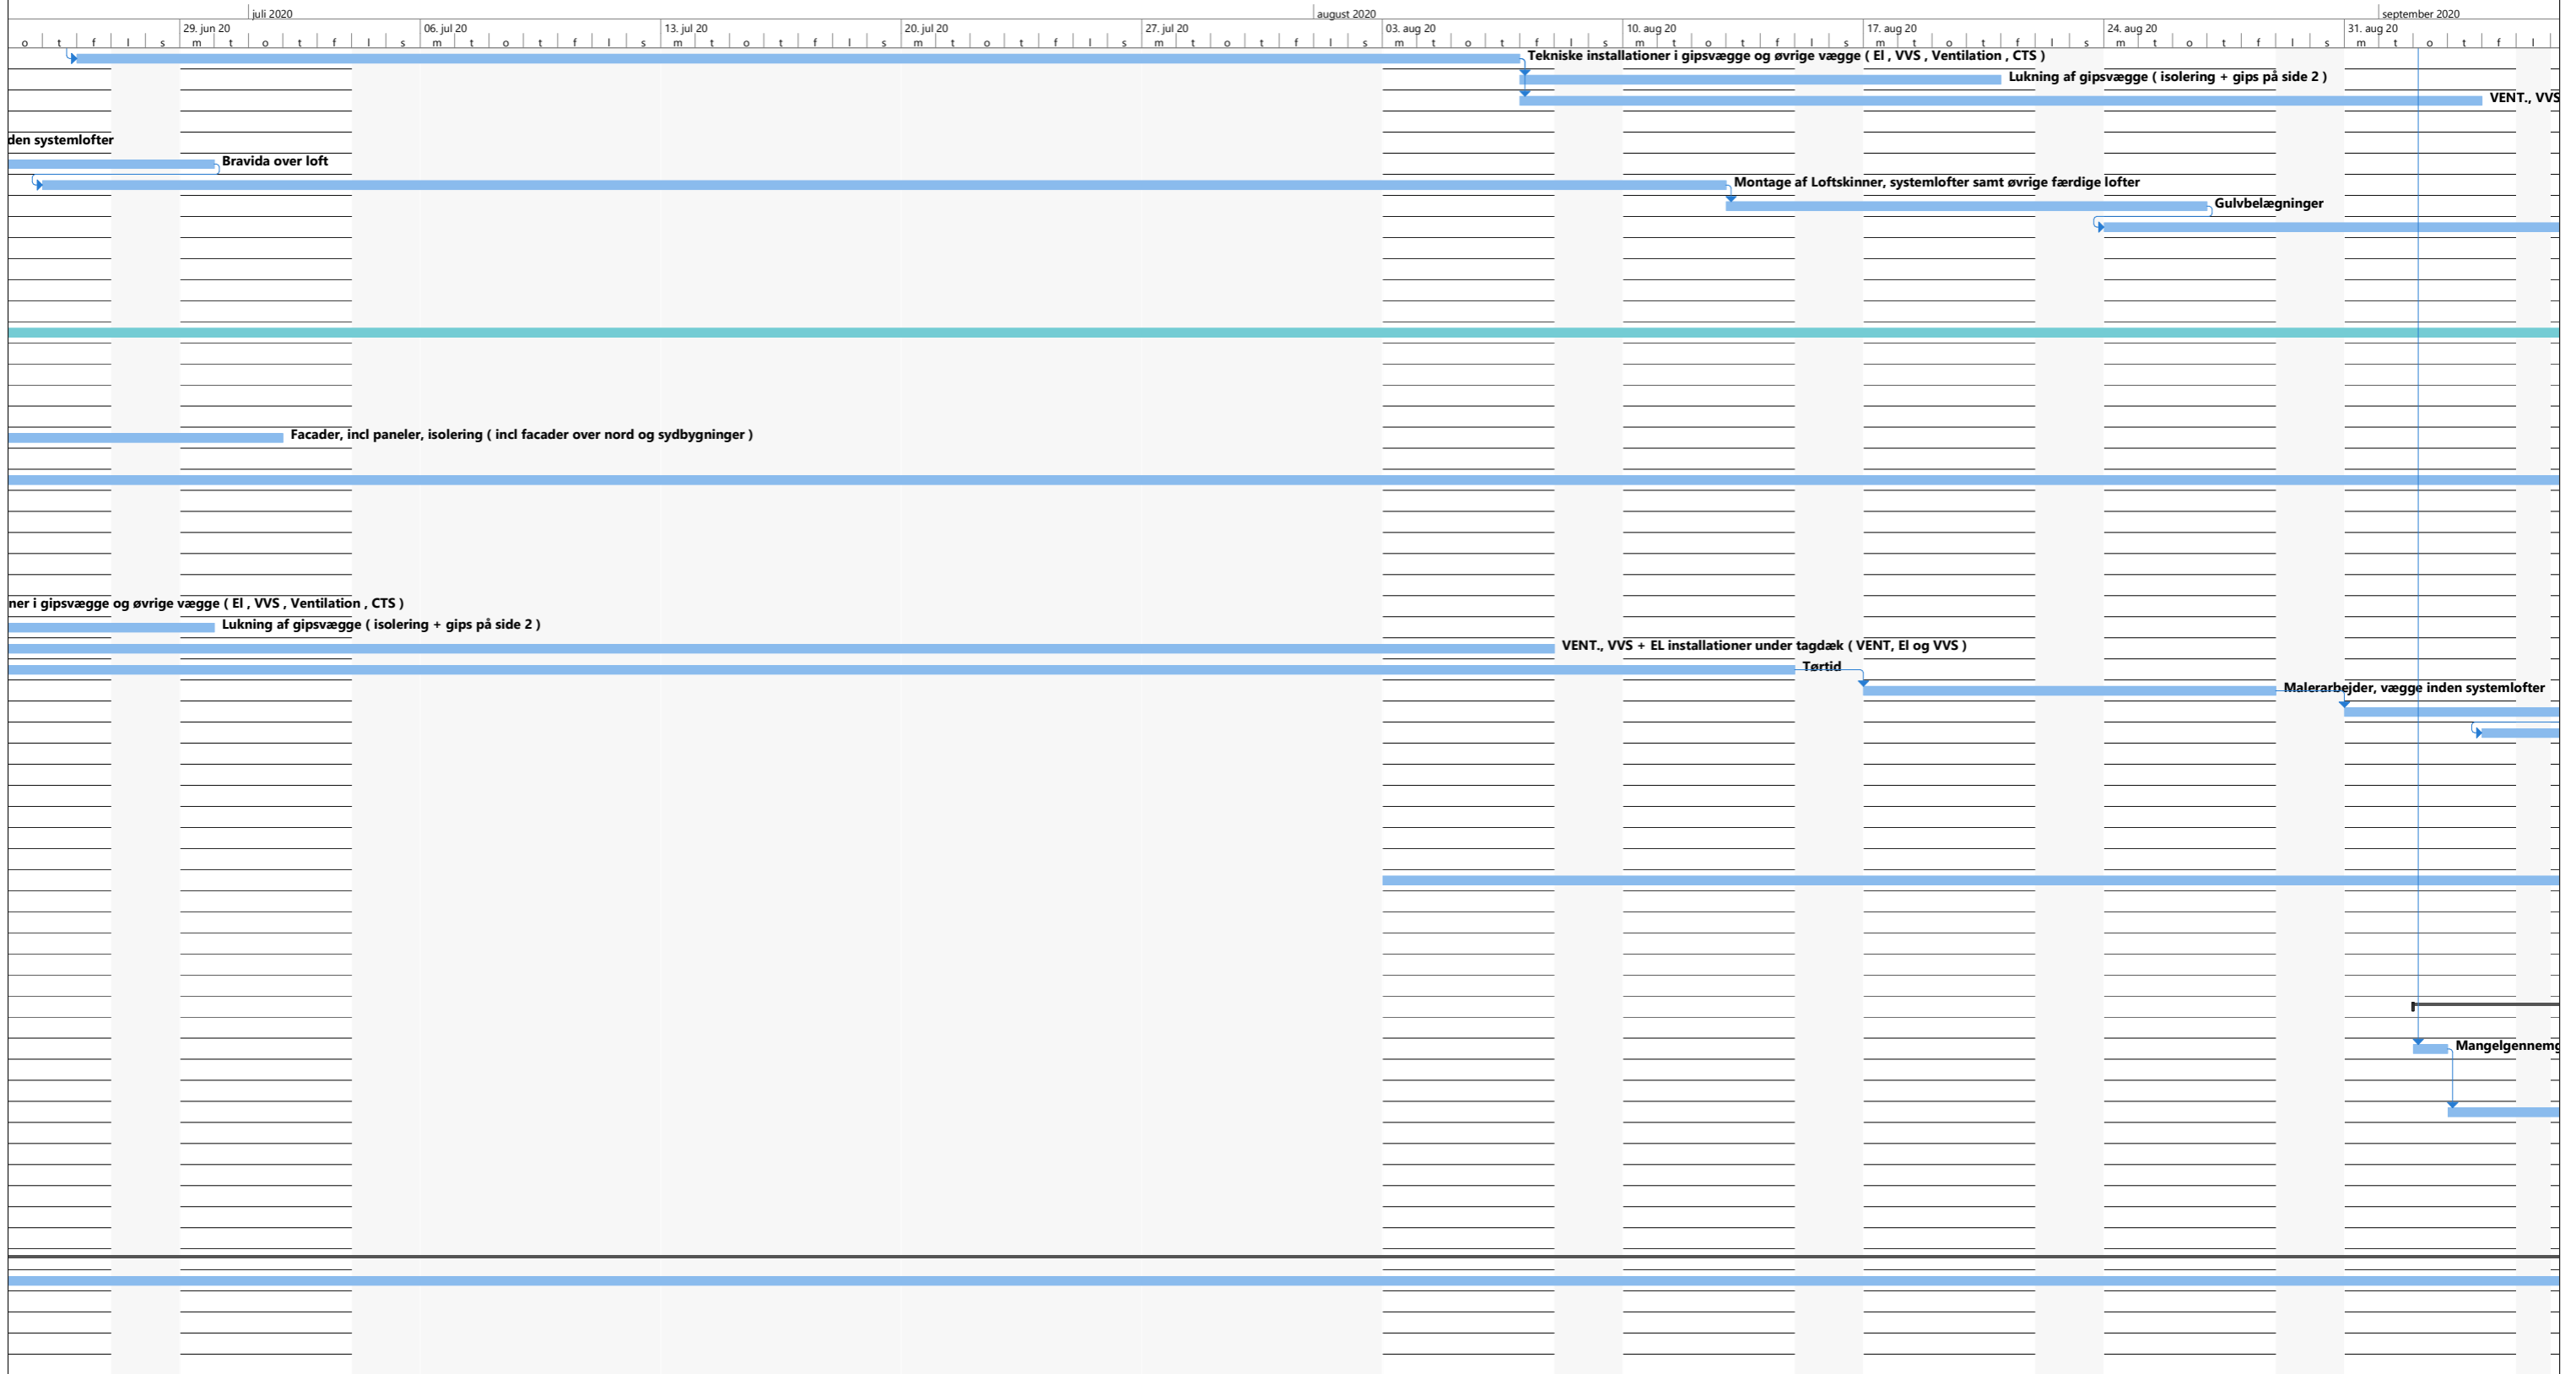 juli 2020 august 2020 september 2020
29. jun 20 06. jul 20 13. jul 20 20. jul 20 27. jul 20 03. aug 20 10. aug 20 17. aug 20 24. aug 20 31. aug 20
o t f l s m t o t f l s m t o t f l s m t o t f l s m t o t f l s m t o t f l s m t o t f l s m t o t f l s m t o t f l s m t o t f l s m t o t f l
Tekniske installationer i gipsvægge og øvrige vægge ( El , VVS , Ventilation , CTS )
Lukning af gipsvægge ( isolering + gips på side 2 )
VENT., VVS
den systemlofter
Bravida over loft
Montage af Loftskinner, systemlofter samt øvrige færdige lofter
Gulvbelægninger
Facader, incl paneler, isolering ( incl facader over nord og sydbygninger )
ner i gipsvægge og øvrige vægge ( El , VVS , Ventilation , CTS )
Lukning af gipsvægge ( isolering + gips på side 2 )
VENT., VVS + EL installationer under tagdæk ( VENT, El og VVS )
Tørtid
Malerarbejder, vægge inden systemlofter
Mangelgennemg